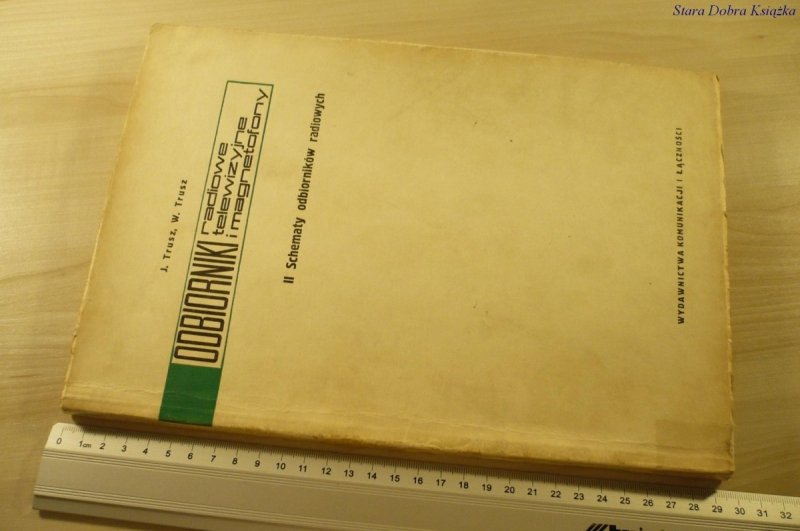 Stara Dobra Książka
J. Trusz, W. Trusz
ODBIORNIKI
radiowe
telewizyjne
i magnetofony
II Schematy odbiorników radiowych
WYDAWNICTWA KOMUNIKACJI I ŁĄCZNOŚCI
0 1cm 2 3 4 5 6 7 8 9 10 11 12 13 14 15 16 17 18 19 20 21 22 23 24 25 26 27 28 29 30 31 32